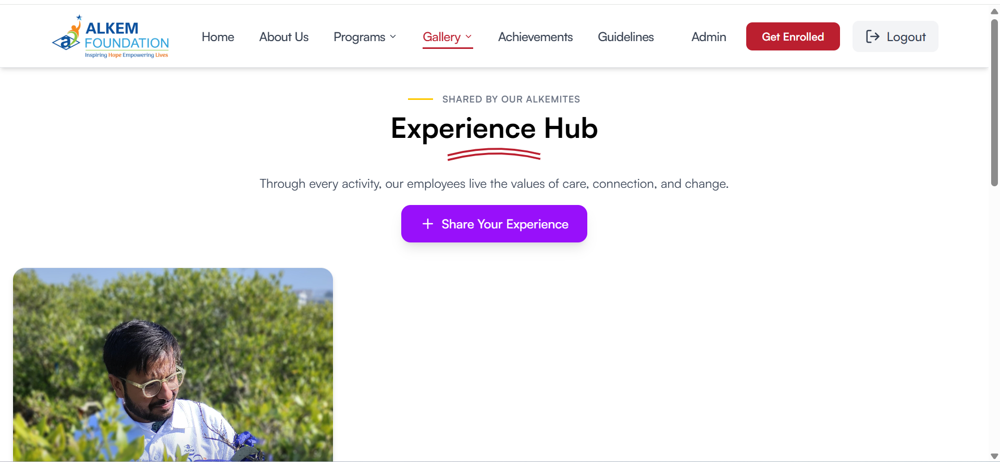 ALKEM
FOUNDATION
Inspiring Hope Empowering Lives
Home
About Us
Programs
Gallery
Achievements
Guidelines
Admin
Get Enrolled
Logout
SHARED BY OUR ALKEMITES
Experience Hub
Through every activity, our employees live the values of care, connection, and change.
Share Your Experience
ALKEM